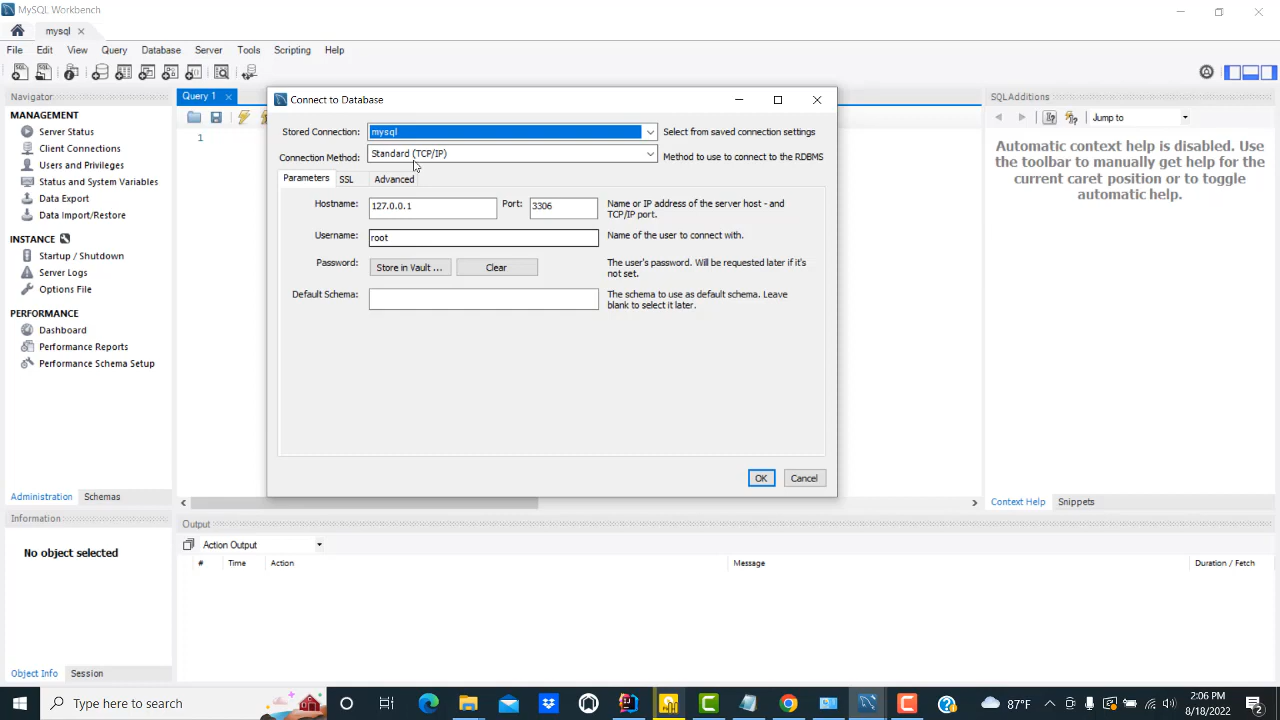 MySQL Workbench
mysql
File Edit View Query Database Server Tools Scripting Help
Navigator
MANAGEMENT
Server Status
Client Connections
Users and Privileges
Status and System Variables
Data Export
Data Import/Restore
INSTANCE
Startup / Shutdown
Server Logs
Options File
PERFORMANCE
Dashboard
Performance Reports
Performance Schema Setup
Administration Schemas
Information
No object selected
Object Info Session
Query 1
1
Connect to Database
Stored Connection: mysql Select from saved connection settings
Connection Method: Standard (TCP/IP) Method to use to connect to the RDBMS
Parameters SSL Advanced
Hostname: 127.0.0.1 Port: 3306 Name or IP address of the server host - and
TCP/IP port.
Username: root Name of the user to connect with.
Password: Store in Vault ... Clear The user's password. Will be requested later if it's
not set.
Default Schema: The schema to use as default schema. Leave
blank to select it later.
OK Cancel
SQLAdditions
Jump to
Automatic context help is disabled. Use
the toolbar to manually get help for the
current caret position or to toggle
automatic help.
Context Help Snippets
Output
Action Output
# Time Action Message Duration / Fetch
Type here to search
87°F
2:06 PM
8/18/2022
2